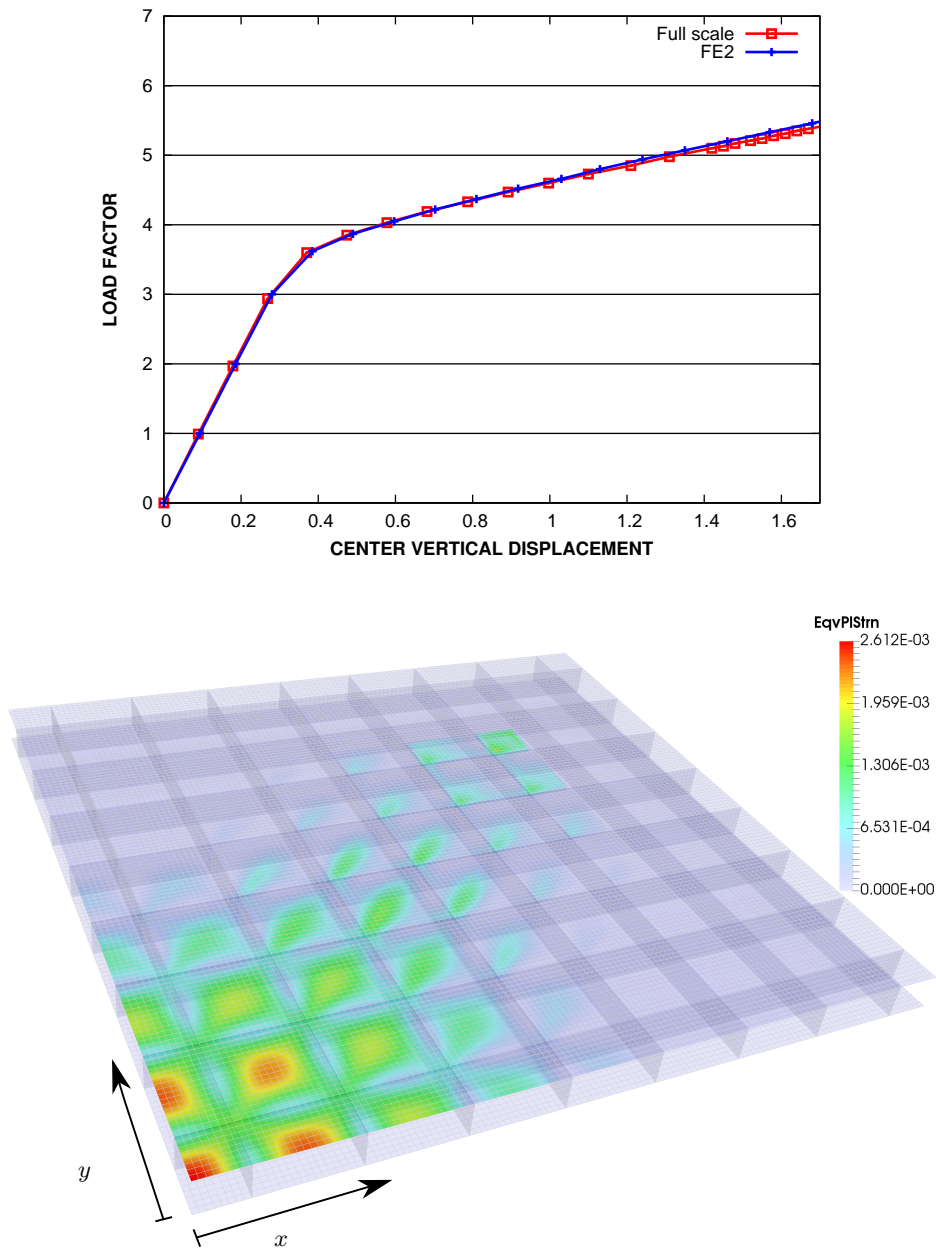 7
6
5
4
3
2
1
0
LOAD FACTOR
Full scale
FE2
0 0.2 0.4 0.6 0.8 1 1.2 1.4 1.6
CENTER VERTICAL DISPLACEMENT
EqvPlStrn
2.612E-03
1.959E-03
1.306E-03
6.531E-04
0.000E+00
y
x